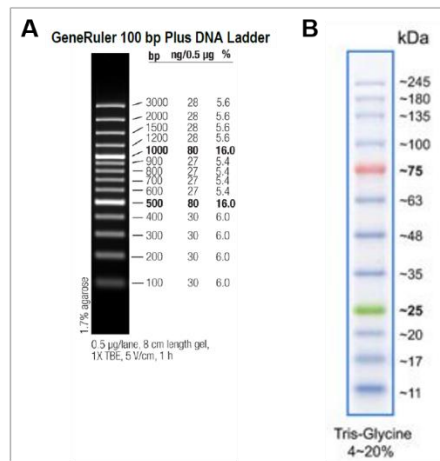 A
GeneRuler 100 bp Plus DNA Ladder
bp ng/0.5 µg %
3000 28 5.6
2000 28 5.6
1500 28 5.6
1200 28 5.6
1000 80 16.0
900 27 5.4
800 27 5.4
700 27 5.4
600 27 5.4
500 80 16.0
400 30 6.0
300 30 6.0
200 30 6.0
100 30 6.0
1.7% agarose
0.5 µg/lane, 8 cm length gel,
1X TBE, 5 V/cm, 1 h
B
kDa
~245
~180
~135
~100
~75
~63
~48
~35
~25
~20
~17
~11
Tris-Glycine
4~20%